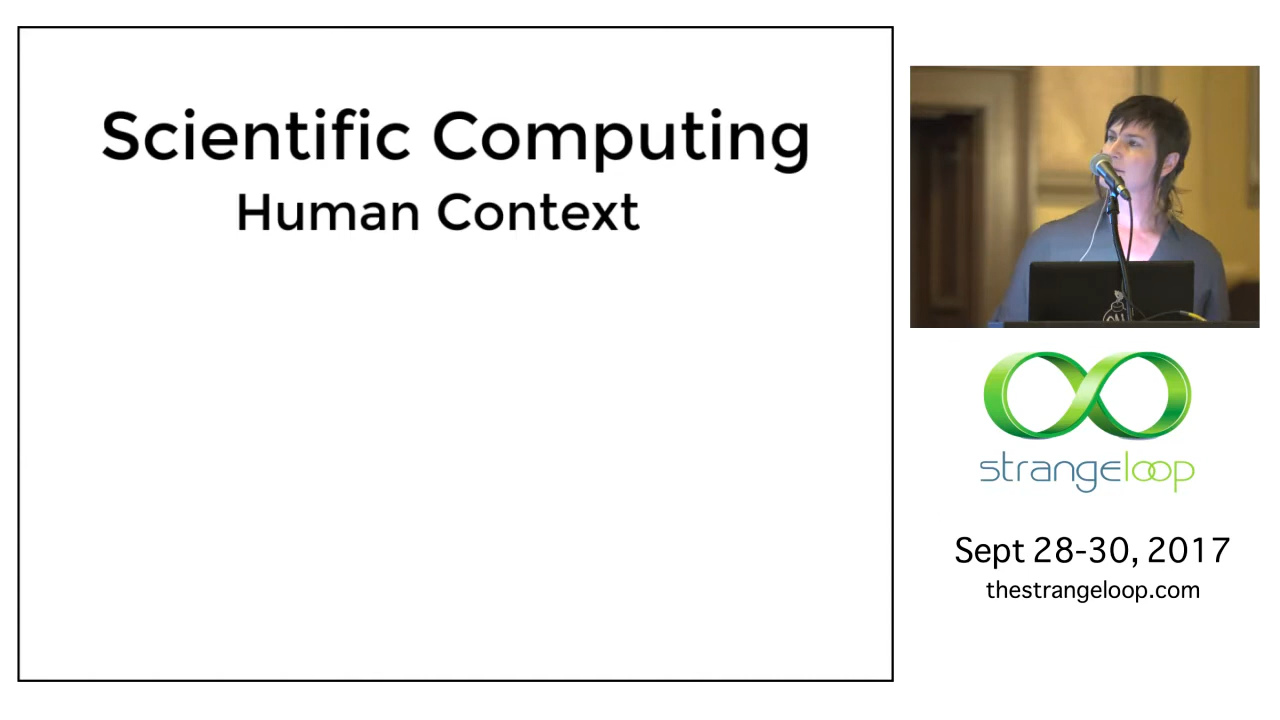 Scientific Computing
Human Context
strangeloop
Sept 28-30, 2017
thestrangeloop.com